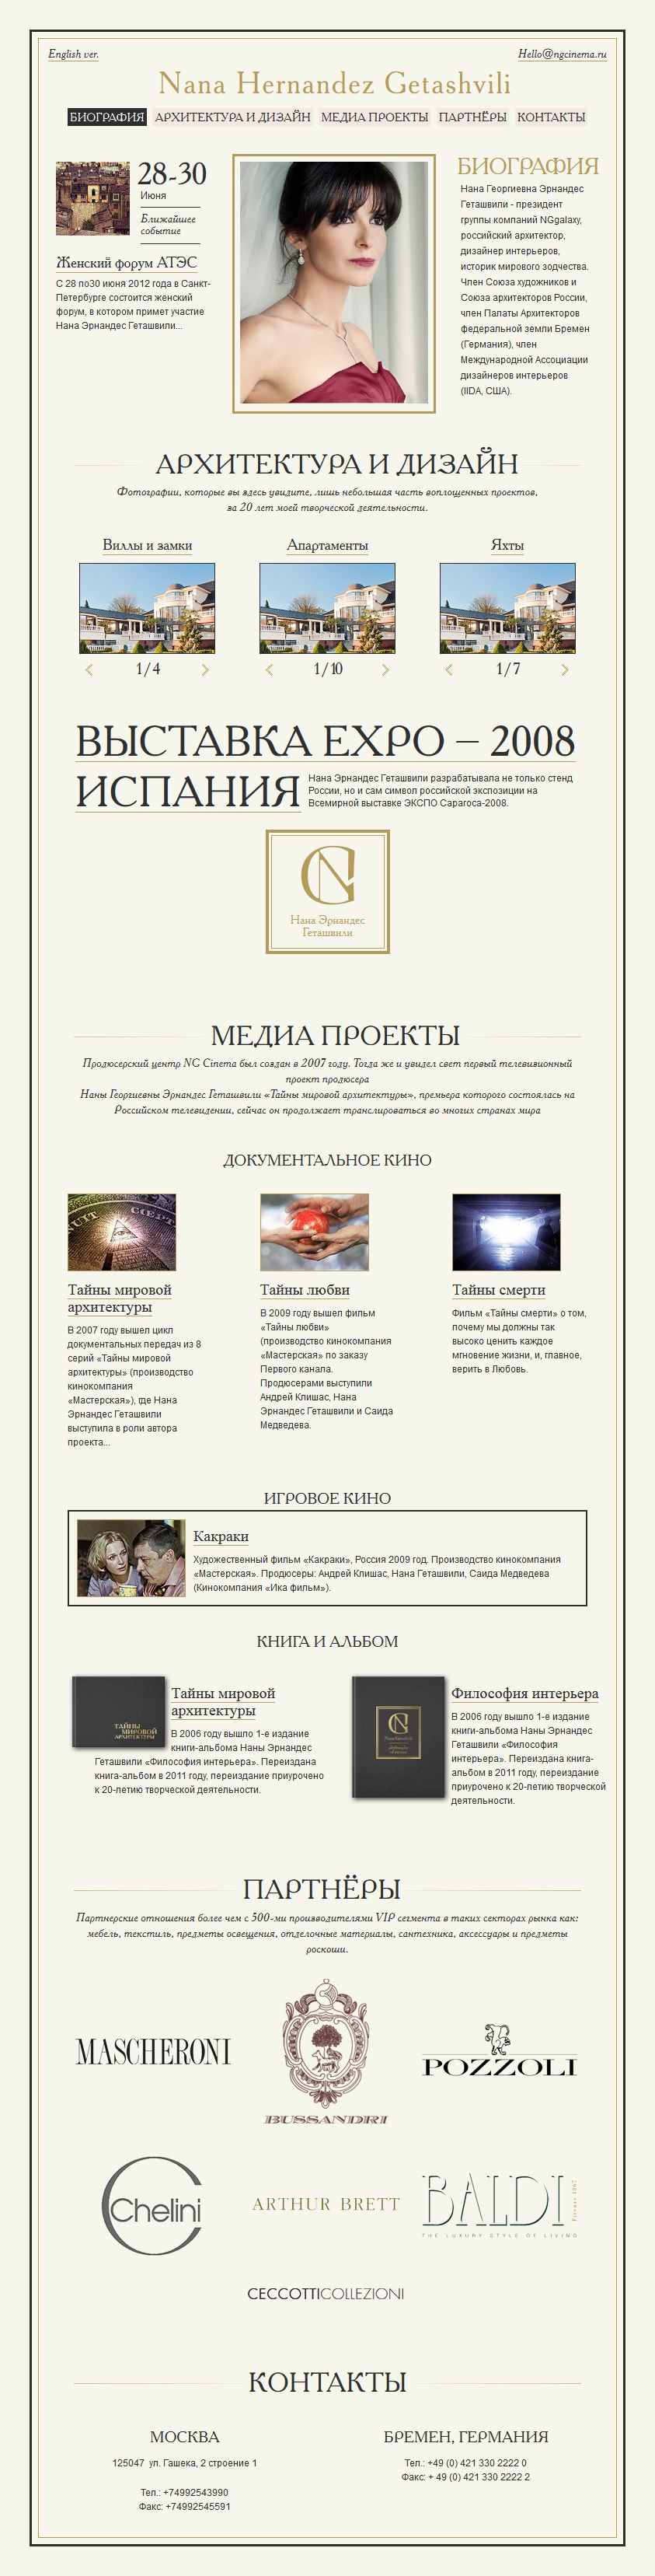 English ver.
Hello@ngcinema.ru
Nana Hernandez Getashvili
БИОГРАФИЯ АРХИТЕКТУРА И ДИЗАЙН МЕДИА ПРОЕКТЫ ПАРТНЁРЫ КОНТАКТЫ
28-30
Июня
Ближайшее
событие
Женский форум АТЭС
С 28 по30 июня 2012 года в Санкт-
Петербурге состоится женский
форум, в котором примет участие
Нана Эрнандес Геташвили...
БИОГРАФИЯ
Нана Георгиевна Эрнандес
Геташвили - президент
группы компаний NGgalaxy,
российский архитектор,
дизайнер интерьеров,
историк мирового зодчества.
Член Союза художников и
Союза архитекторов России,
член Палаты Архитекторов
федеральной земли Бремен
(Германия), член
Международной Ассоциации
дизайнеров интерьеров
(IIDA, США).
АРХИТЕКТУРА И ДИЗАЙН
Фотографии, которые вы здесь увидите, лишь небольшая часть воплощенных проектов,
за 20 лет моей творческой деятельности.
Виллы и замки
Апартаменты
Яхты
1/4
1/10
1/7
ВЫСТАВКА EXPO – 2008
ИСПАНИЯ
Нана Эрнандес Геташвили разрабатывала не только стенд
России, но и сам символ российской экспозиции на
Всемирной выставке ЭКСПО Сарагоса-2008.
Нана Эрнандес
Геташвили
МЕДИА ПРОЕКТЫ
Продюсерский центр NG Cinema был создан в 2007 году. Тогда же и увидел свет первый телевизионный
проект продюсера
Наны Георгиевны Эрнандес Геташвили «Тайны мировой архитектуры», премьера которого состоялась на
Российском телевидении, сейчас он продолжает транслироваться во многих странах мира
ДОКУМЕНТАЛЬНОЕ КИНО
Тайны мировой
архитектуры
В 2007 году вышел цикл
документальных передач из 8
серий «Тайны мировой
архитектуры» (производство
кинокомпания
«Мастерская»), где Нана
Эрнандес Геташвили
выступила в роли автора
проекта...
Тайны любви
В 2009 году вышел фильм
«Тайны любви»
(производство кинокомпания
«Мастерская» по заказу
Первого канала.
Продюсерами выступили
Андрей Клишас, Нана
Эрнандес Геташвили и Саида
Медведева.
Тайны смерти
Фильм «Тайны смерти» о том,
почему мы должны так
высоко ценить каждое
мгновение жизни, и, главное,
верить в Любовь.
ИГРОВОЕ КИНО
Какраки
Художественный фильм «Какраки», Россия 2009 год. Производство кинокомпания
«Мастерская». Продюсеры: Андрей Клишас, Нана Геташвили, Саида Медведева
(Кинокомпания «Ика фильм»).
КНИГА И АЛЬБОМ
ТАЙНЫ
МИРОВОЙ
АРХИТЕКТУРЫ
Тайны мировой
архитектуры
В 2006 году вышло 1-е издание
книги-альбома Наны Эрнандес
Геташвили «Философия интерьера». Переиздана
книга-альбом в 2011 году, переиздание приурочено
к 20-летию творческой деятельности.
Философия интерьера
В 2006 году вышло 1-е издание
книги-альбома Наны Эрнандес
Геташвили «Философия
интерьера». Переиздана книга-
альбом в 2011 году, переиздание
приурочено к 20-летию творческой
деятельности.
ПАРТНЁРЫ
Партнерские отношения более чем с 500-ми производителями VIP сегмента в таких секторах рынка как:
мебель, текстиль, предметы освещения, отделочные материалы, сантехника, аксессуары и предметы
роскоши.
MASCHERONI
BUSSANDRI
POZZOLI
Chelini
ARTHUR BRETT
BALDI
Firenze 1867
THE LUXURY STYLE OF LIVING
CECCOTTICOLLEZIONI
КОНТАКТЫ
МОСКВА
125047 ул. Гашека, 2 строение 1
Тел.: +74992543990
Факс: +74992545591
БРЕМЕН, ГЕРМАНИЯ
Тел.: +49 (0) 421 330 2222 0
Факс: + 49 (0) 421 330 2222 2